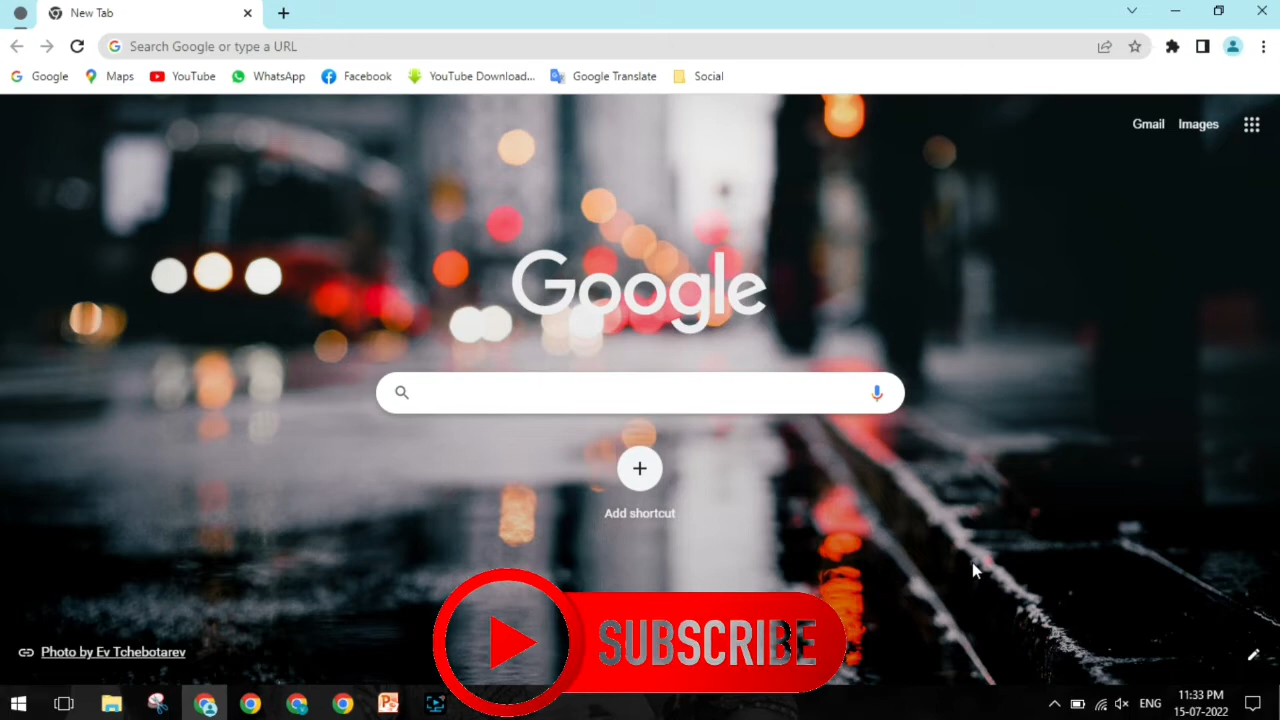 New Tab
Search Google or type a URL
Google Maps YouTube WhatsApp Facebook YouTube Download... Google Translate Social
Gmail Images
Google
Add shortcut
SUBSCRIBE
Photo by Ev Tchebotarev
ENG
11:33 PM
15-07-2022